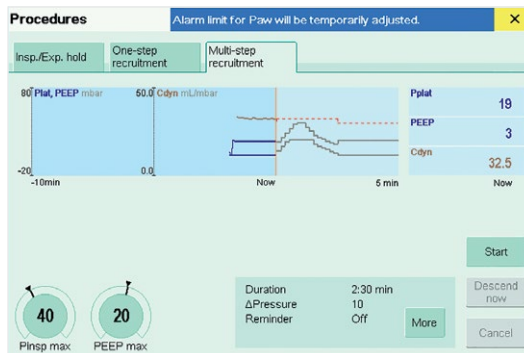 Procedures
Alarm limit for Paw will be temporarily adjusted.
Insp./Exp. hold
One-step
recruitment
Multi-step
recruitment
80 Plat, PEEP mbar
50.0 Cdyn mL/mbar
-20
0.0
-10min
Now
5 min
Pplat
19
PEEP
3
Cdyn
32.5
Now
Start
40
PInsp max
20
PEEP max
Duration 2:30 min
ΔPressure 10
Reminder Off
More
Descend
now
Cancel